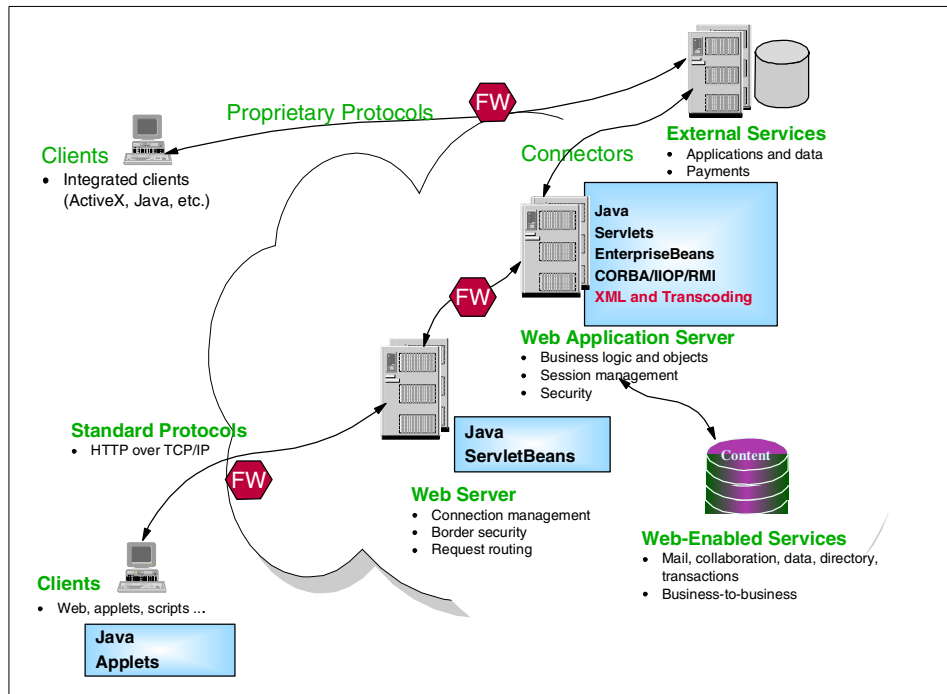 FW
Proprietary Protocols
Clients
• Integrated clients
(ActiveX, Java, etc.)
External Services
• Applications and data
• Payments
Connectors
Java
Servlets
EnterpriseBeans
CORBA/IIOP/RMI
XML and Transcoding
FW
Web Application Server
• Business logic and objects
• Session management
• Security
Standard Protocols
• HTTP over TCP/IP
FW
Java
ServletBeans
Web Server
• Connection management
• Border security
• Request routing
Content
Web-Enabled Services
• Mail, collaboration, data, directory,
transactions
• Business-to-business
Clients
• Web, applets, scripts ...
Java
Applets